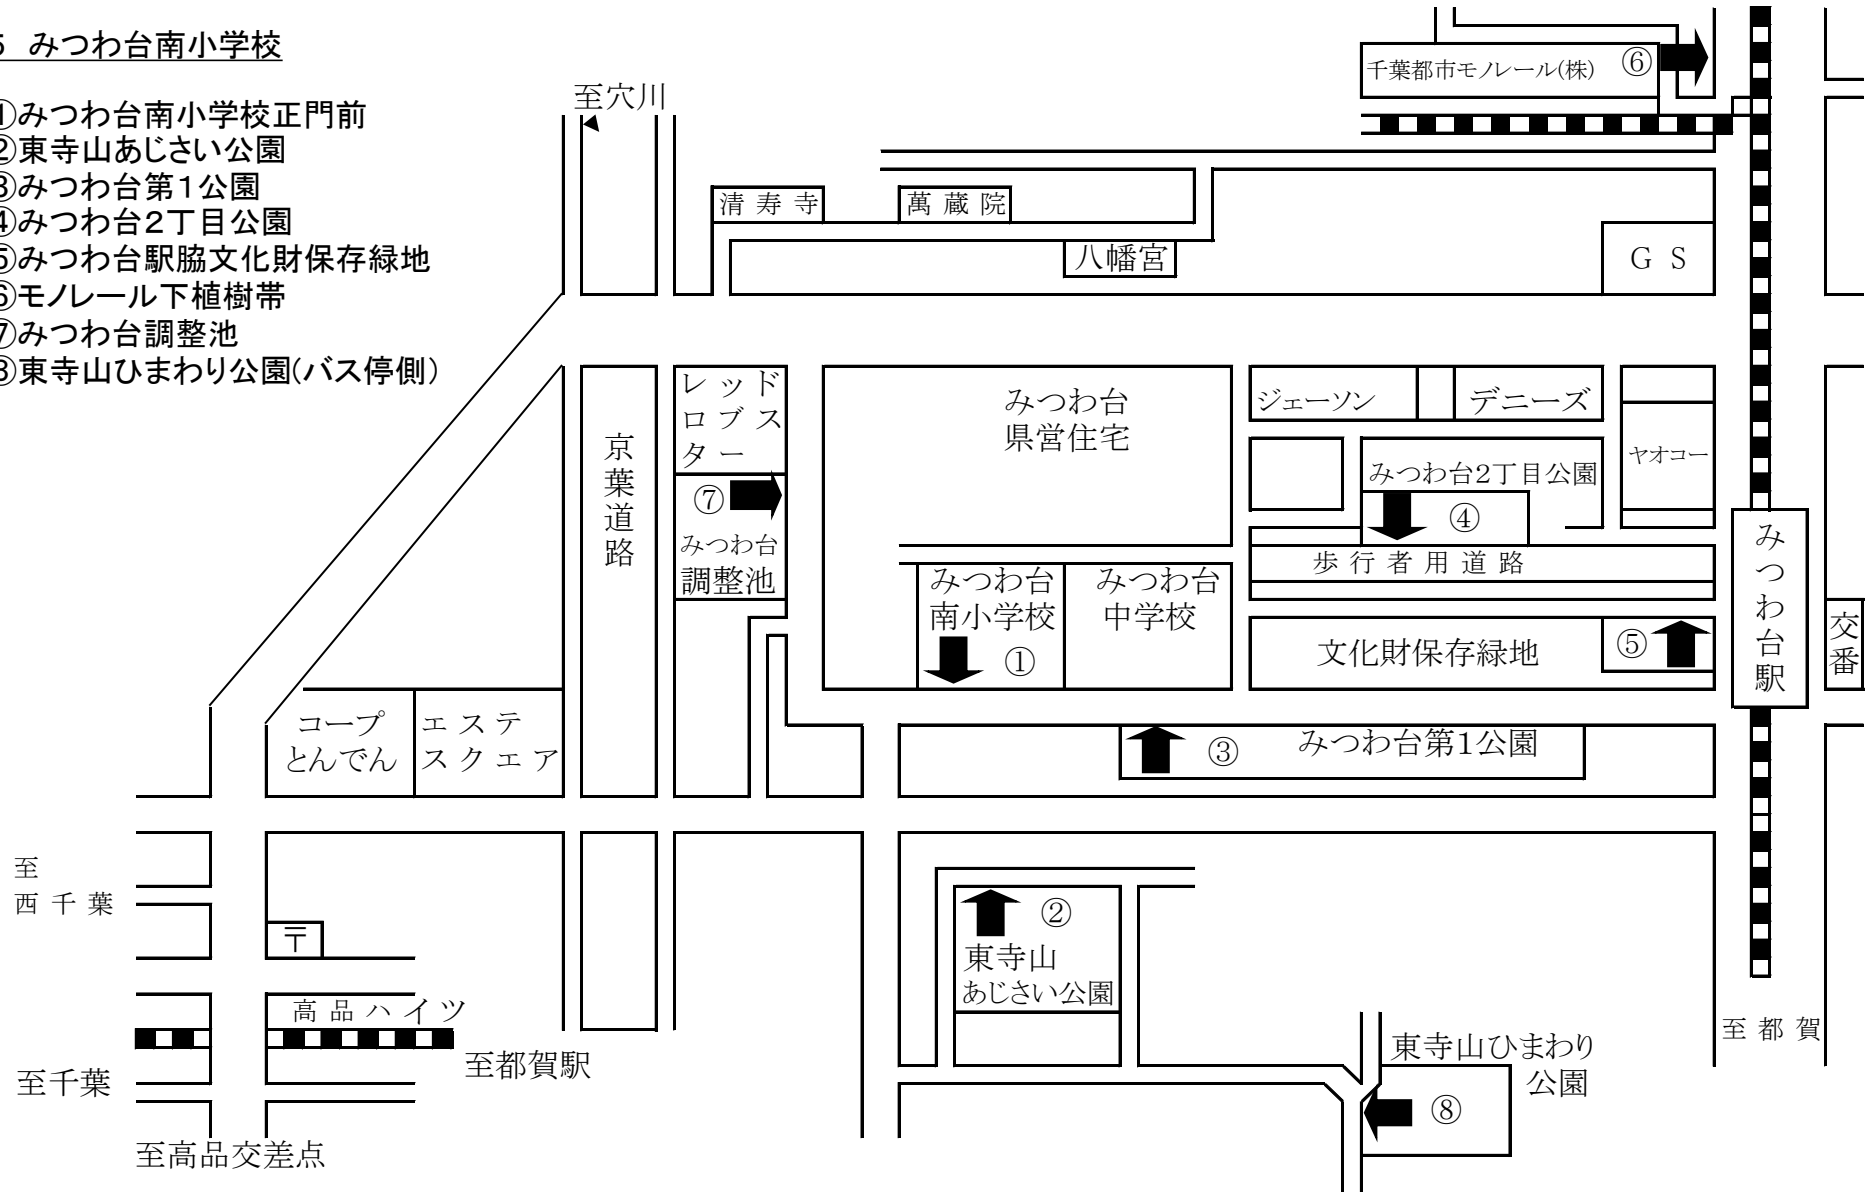 5 みつわ台南小学校
①みつわ台南小学校正門前
②東寺山あじさい公園
③みつわ台第1公園
④みつわ台2丁目公園
⑤みつわ台駅脇文化財保存緑地
⑥モノレール下植樹帯
⑦みつわ台調整池
⑧東寺山ひまわり公園(バス停側)
至穴川
千葉都市モノレール(株)
⑥
清寿寺
萬蔵院
八幡宮
GS
京葉道路
レッド
ロブス
ター
⑦
みつわ台
調整池
みつわ台
県営住宅
ジェーソン
デニーズ
ヤオコー
みつわ台2丁目公園
④
歩行者用道路
みつわ台
南小学校
①
みつわ台
中学校
文化財保存緑地
⑤
みつわ台駅
交番
コープ
とんでん
エステ
スクエア
③
みつわ台第1公園
至
西千葉
〒
②
東寺山
あじさい公園
高品ハイツ
至都賀駅
至千葉
至高品交差点
東寺山ひまわり
公園
⑧
至都賀